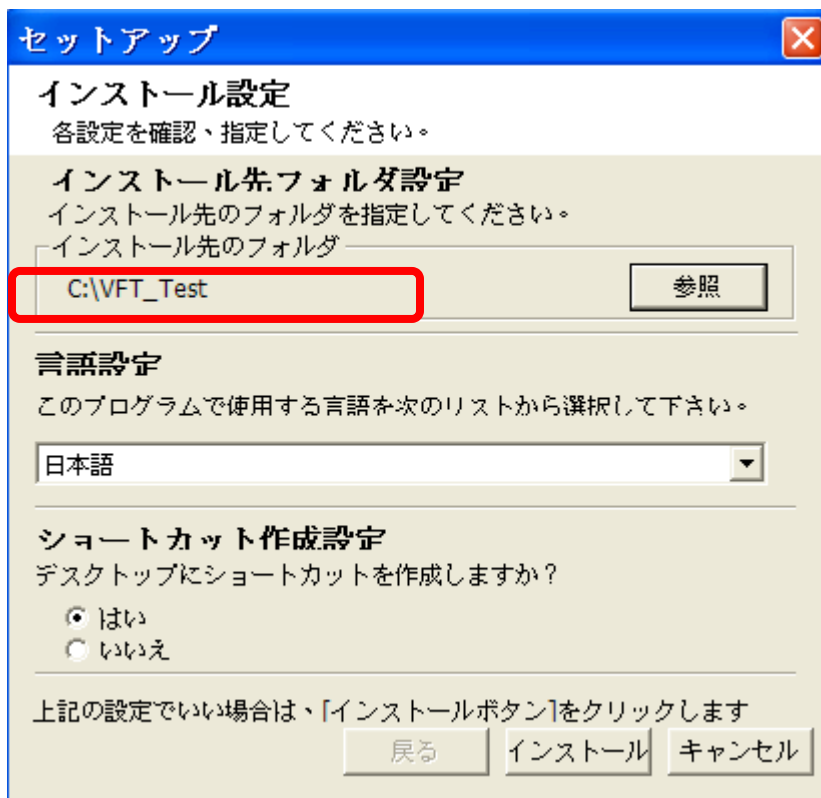 セットアップ
インストール設定
各設定を確認、指定してください。
インストール先フォルダ設定
インストール先のフォルダを指定してください。
インストール先のフォルダ
C:\VFT_Test
参照
言語設定
このプログラムで使用する言語を次のリストから選択して下さい。
日本語
ショートカット作成設定
デスクトップにショートカットを作成しますか？
はい
いいえ
上記の設定でいい場合は、「インストールボタン]をクリックします
戻る インストール キャンセル